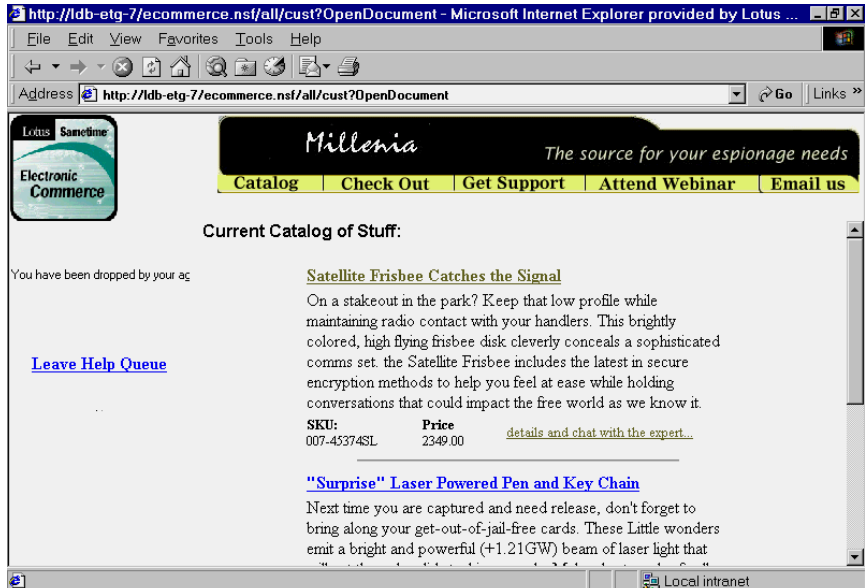 http://ldb-etg-7/ecommerce.nsf/all/cust?OpenDocument - Microsoft Internet Explorer provided by Lotus ...
File Edit View Favorites Tools Help
Address http://ldb-etg-7/ecommerce.nsf/all/cust?OpenDocument Go Links »
Lotus Sametime
Electronic
Commerce
Millenia
The source for your espionage needs
Catalog | Check Out | Get Support | Attend Webinar | Email us
Current Catalog of Stuff:
You have been dropped by your ag
Leave Help Queue
Satellite Frisbee Catches the Signal
On a stakeout in the park? Keep that low profile while
maintaining radio contact with your handlers. This brightly
colored, high flying frisbee disk cleverly conceals a sophisticated
comms set. the Satellite Frisbee includes the latest in secure
encryption methods to help you feel at ease while holding
conversations that could impact the free world as we know it.
SKU: Price
007-45374SL 2349.00 details and chat with the expert...
"Surprise" Laser Powered Pen and Key Chain
Next time you are captured and need release, don't forget to
bring along your get-out-of-jail-free cards. These Little wonders
emit a bright and powerful (+1.21GW) beam of laser light that
Local intranet